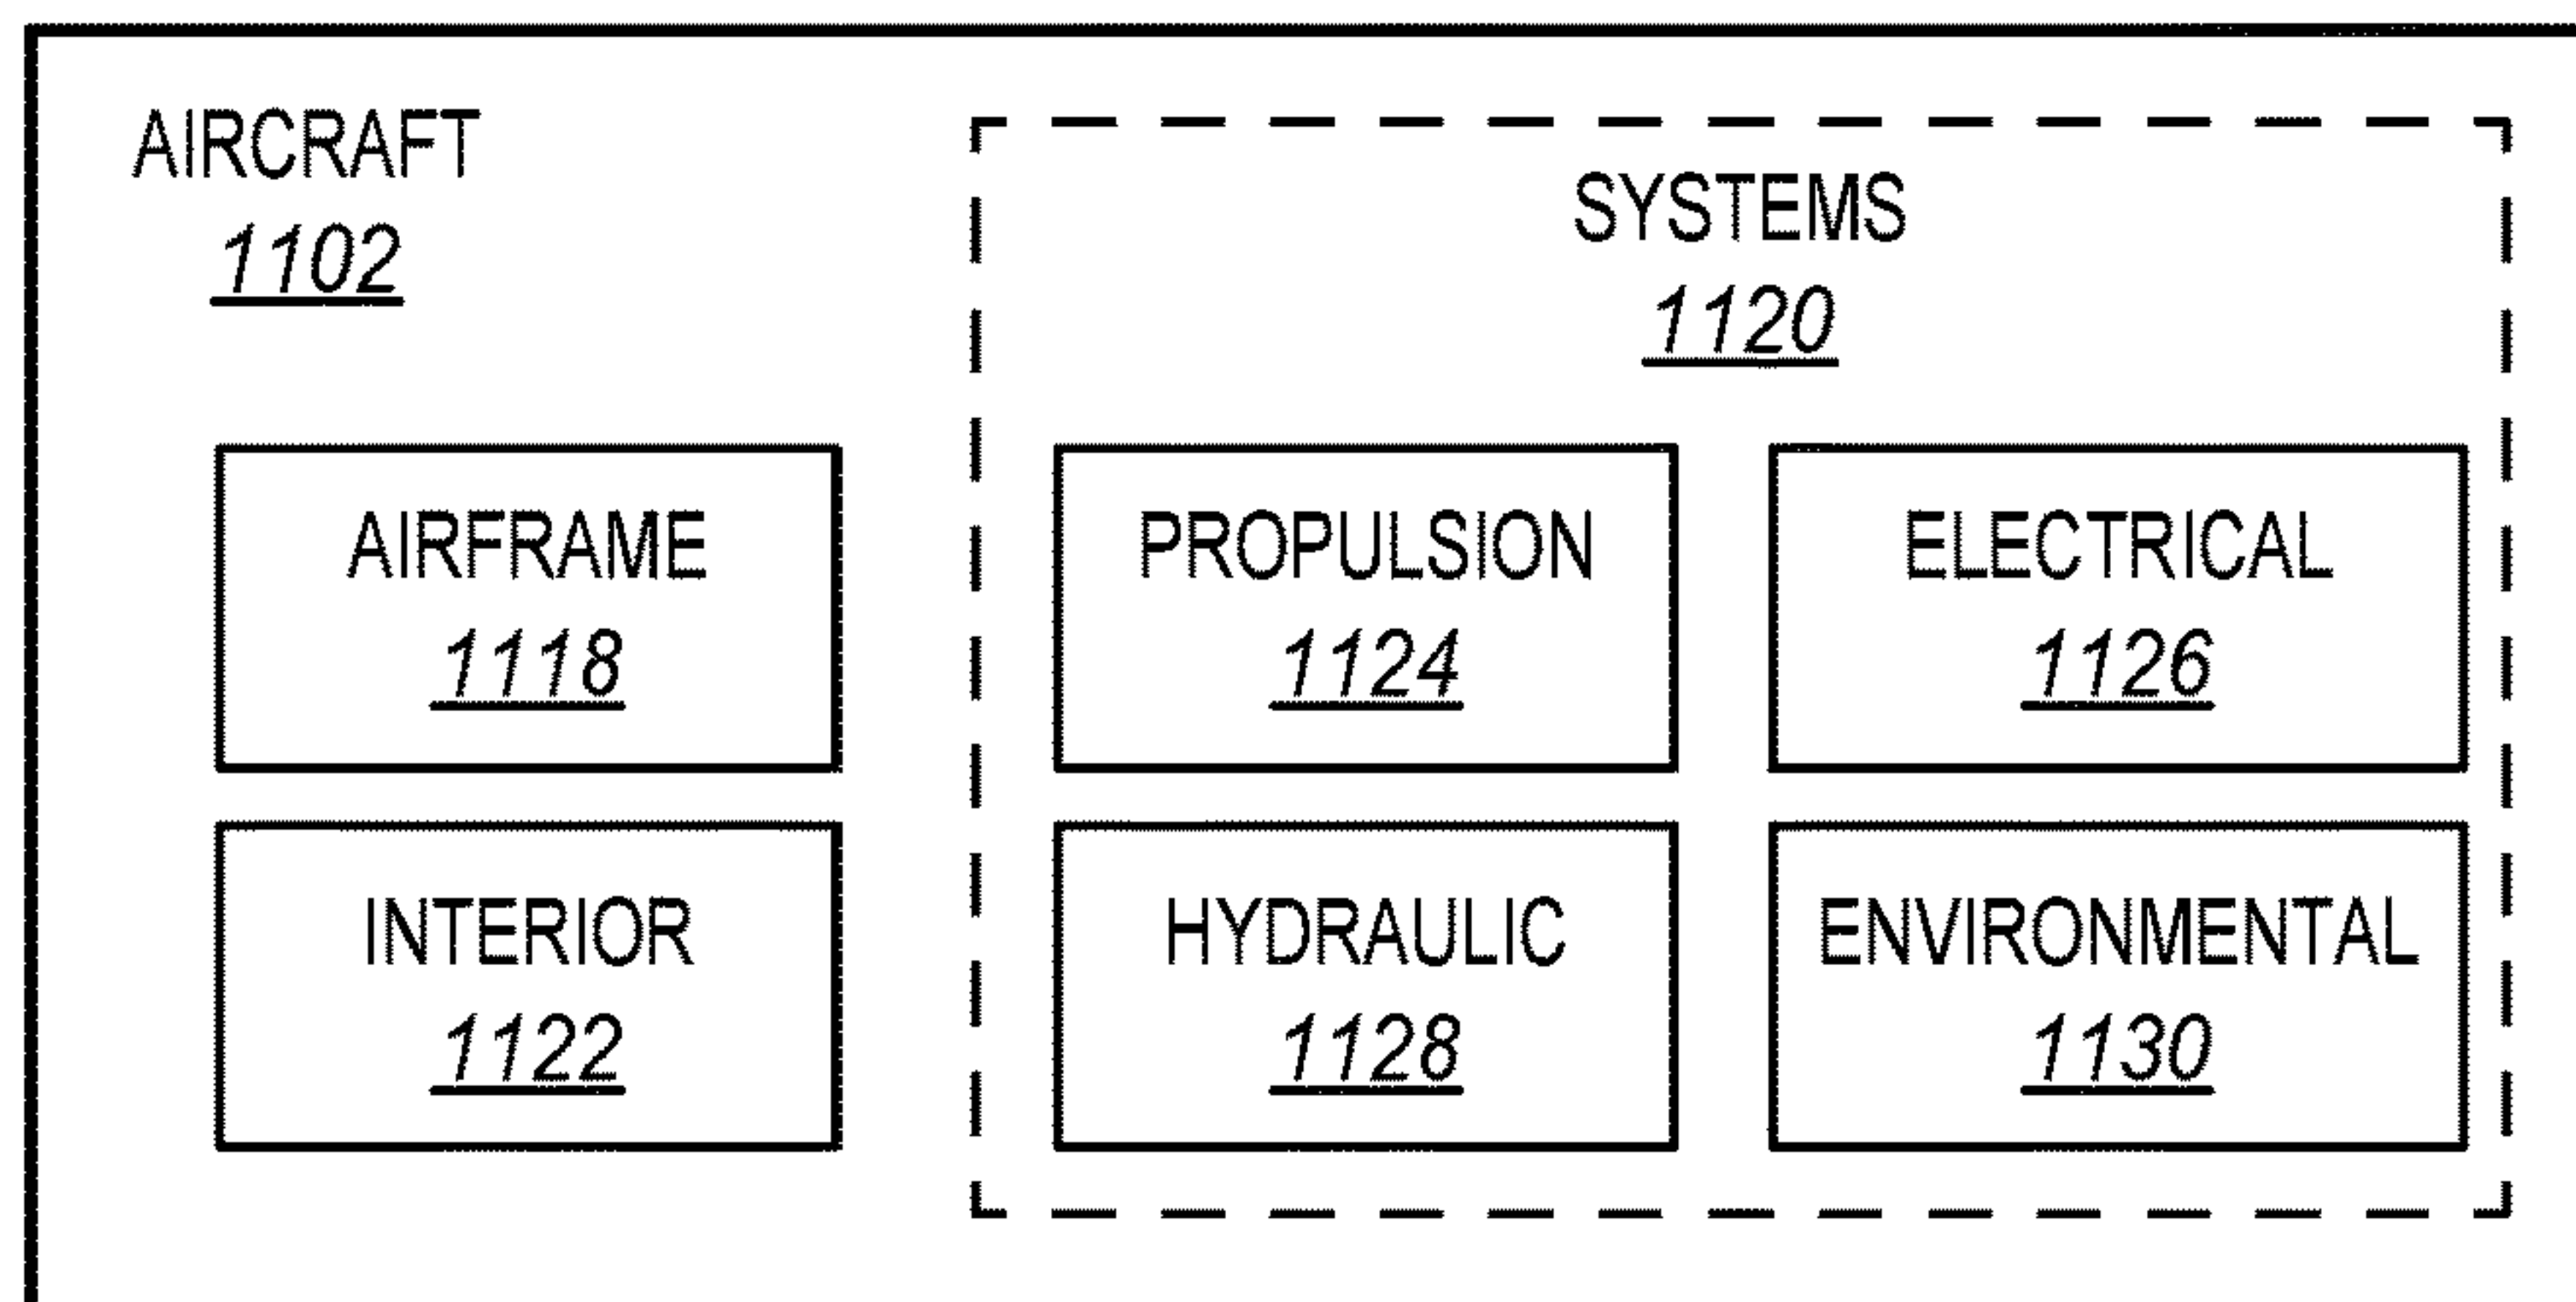 AIRCRAFT
1102
SYSTEMS
1120
AIRFRAME
1118
PROPULSION
1124
ELECTRICAL
1126
INTERIOR
1122
HYDRAULIC
1128
ENVIRONMENTAL
1130